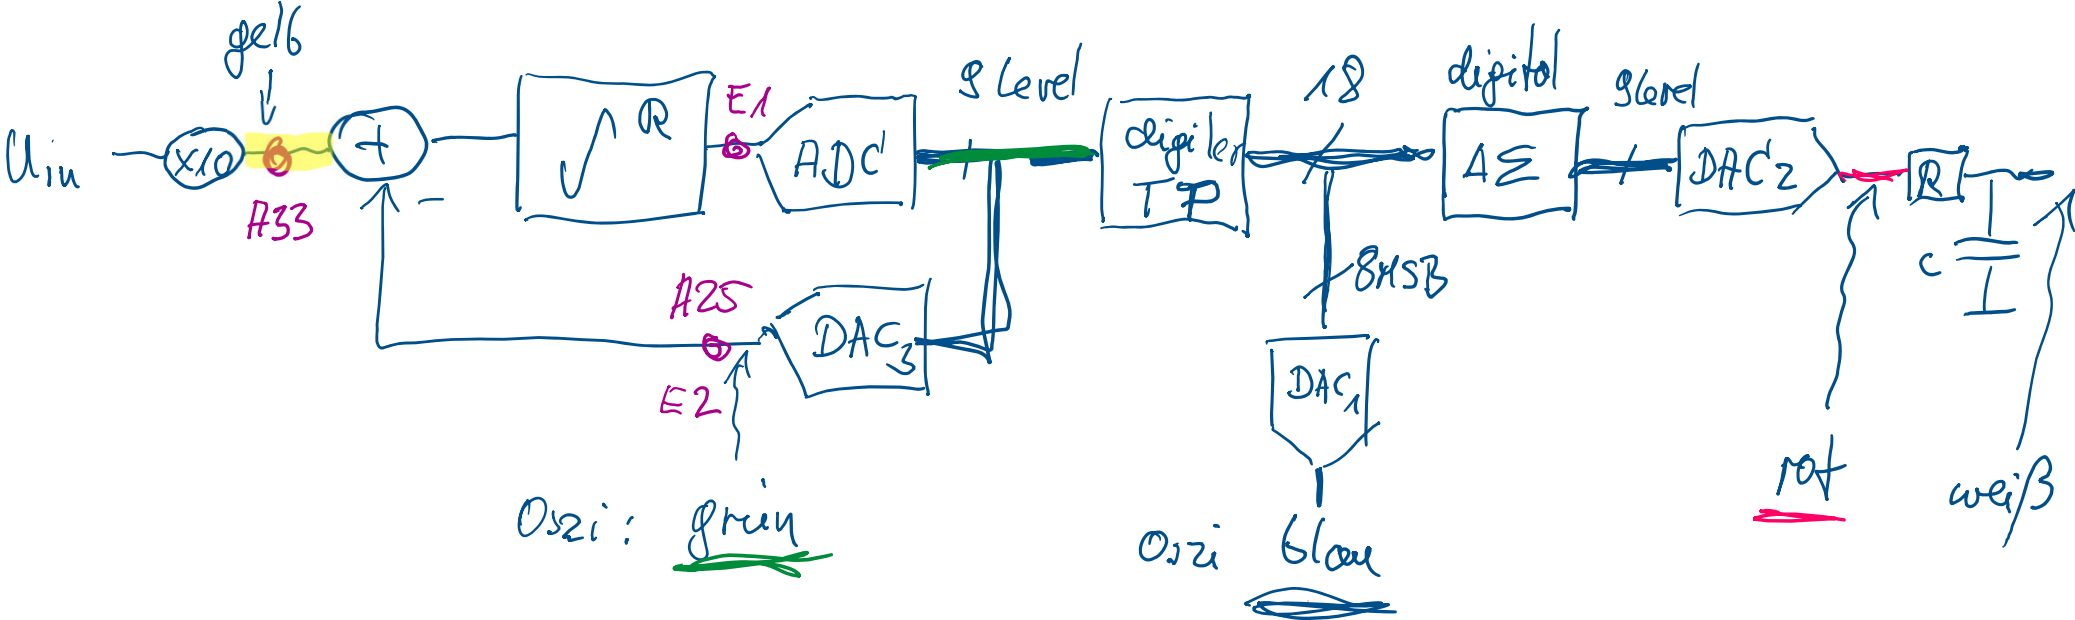 gelb
Uin
x10
+
-
A33
R
E1
ADC
9 Level
digitaler
TP
18
digital
ΔΣ
9 Level
DAC2
R
C
A25
E2
DAC3
8MSB
DAC1
Oszi: grün
Oszi blau
rot
weiß